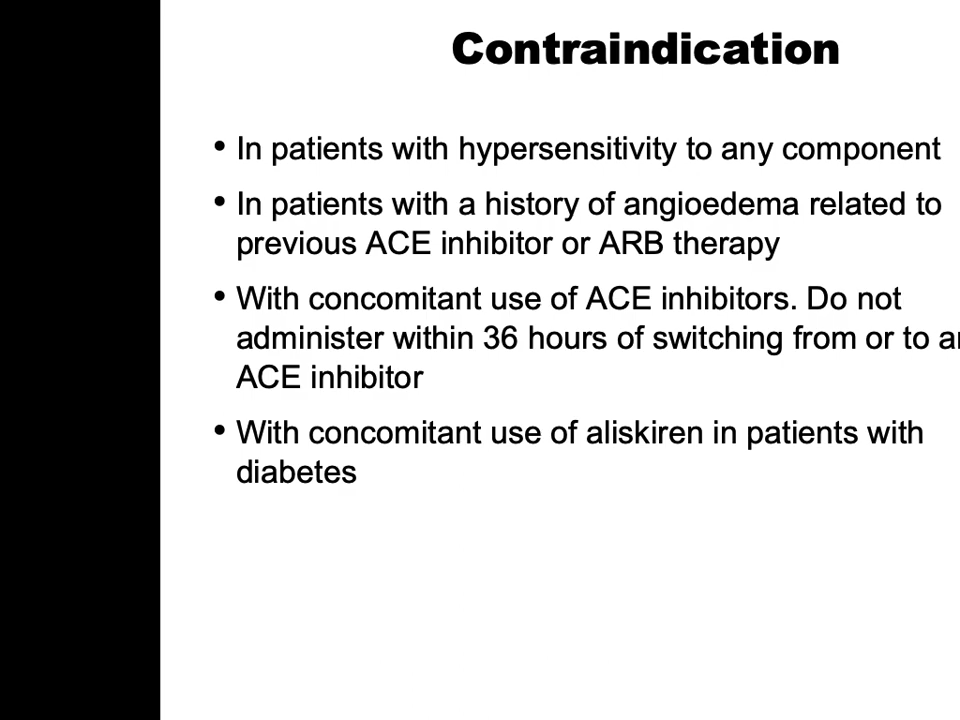 Contraindication
• In patients with hypersensitivity to any component
• In patients with a history of angioedema related to
previous ACE inhibitor or ARB therapy
• With concomitant use of ACE inhibitors. Do not
administer within 36 hours of switching from or to
ACE inhibitor
• With concomitant use of aliskiren in patients with
diabetes